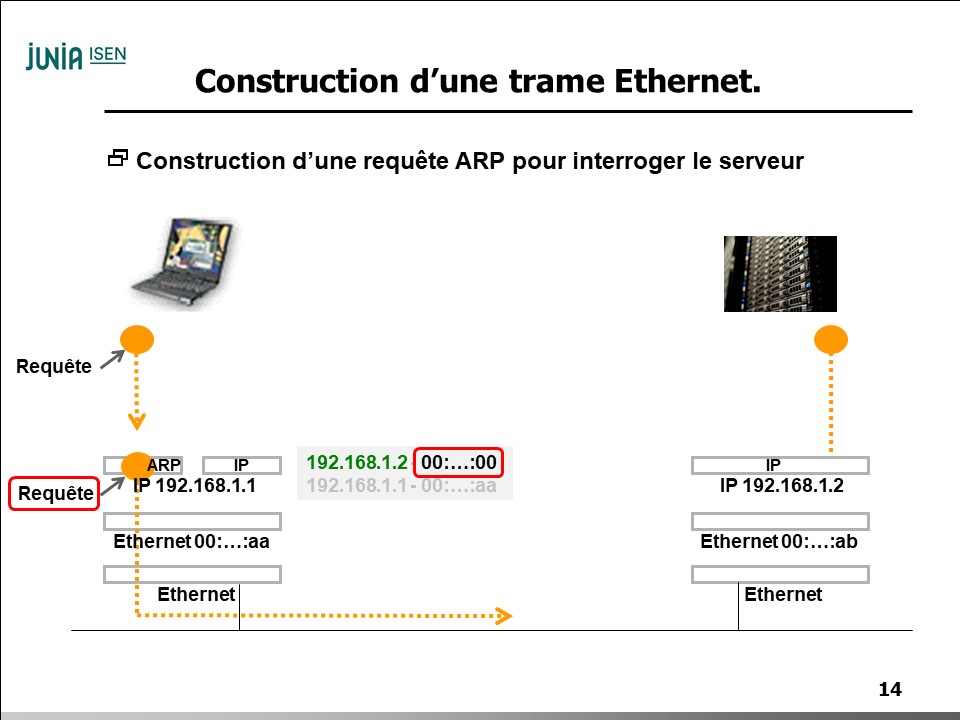 JUNIA ISEN
Construction d’une trame Ethernet.
Construction d’une requête ARP pour interroger le serveur
Requête
ARP
IP
192.168.1.2 - 00:…:00
192.168.1.1 - 00:…:aa
IP
Requête
IP 192.168.1.1
IP 192.168.1.2
Ethernet 00:…:aa
Ethernet 00:…:ab
Ethernet
Ethernet
14